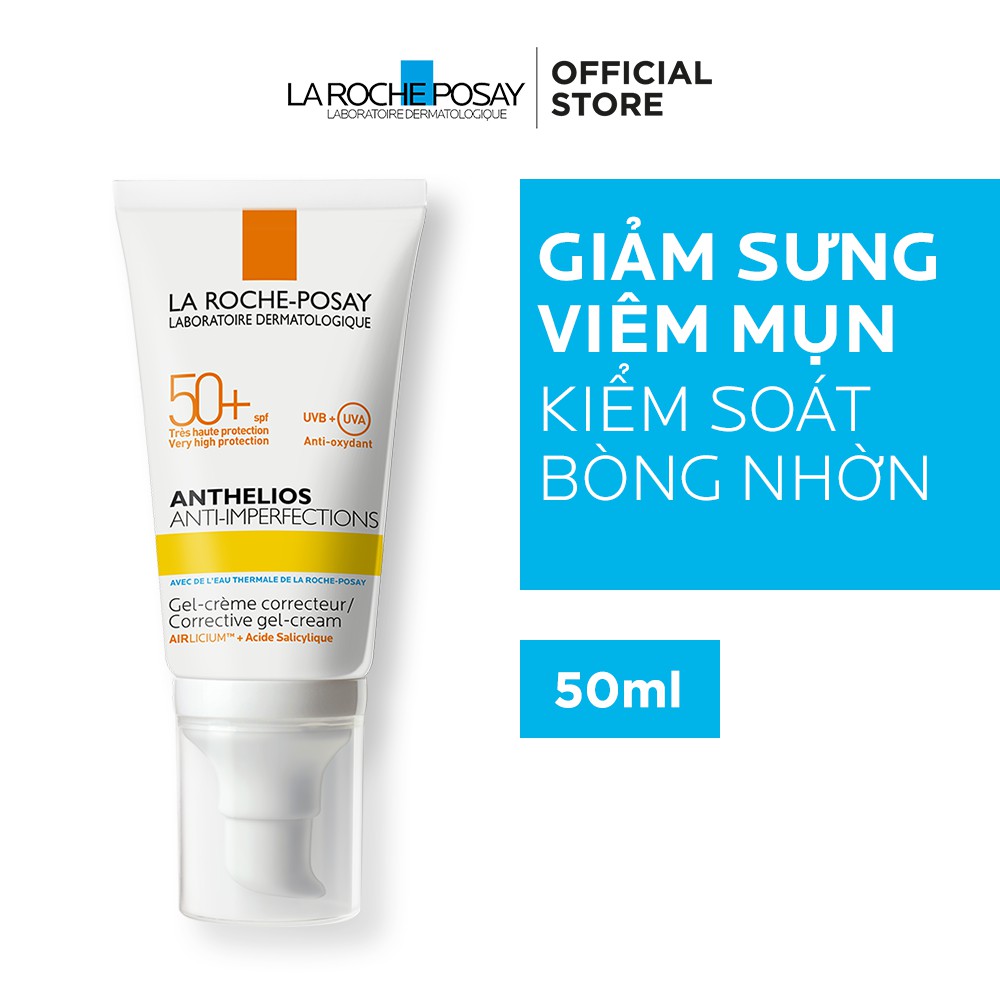 LA ROCHE POSAY
LABORATOIRE DERMATOLOGIQUE
OFFICIAL
STORE
LA ROCHE-POSAY
LABORATOIRE DERMATOLOGIQUE
50+ spf
Très haute protection
Very high protection
UVB + UVA
Anti-oxydant
ANTHELIOS
ANTI-IMPERFECTIONS
AVEC DE L'EAU THERMALE DE LA ROCHE-POSAY
Gel-crème correcteur/
Corrective gel-cream
AIRLICIUM™ + Acide Salicylique
GIẢM SƯNG
VIÊM MỤN
KIỂM SOÁT
BÒNG NHỜN
50ml